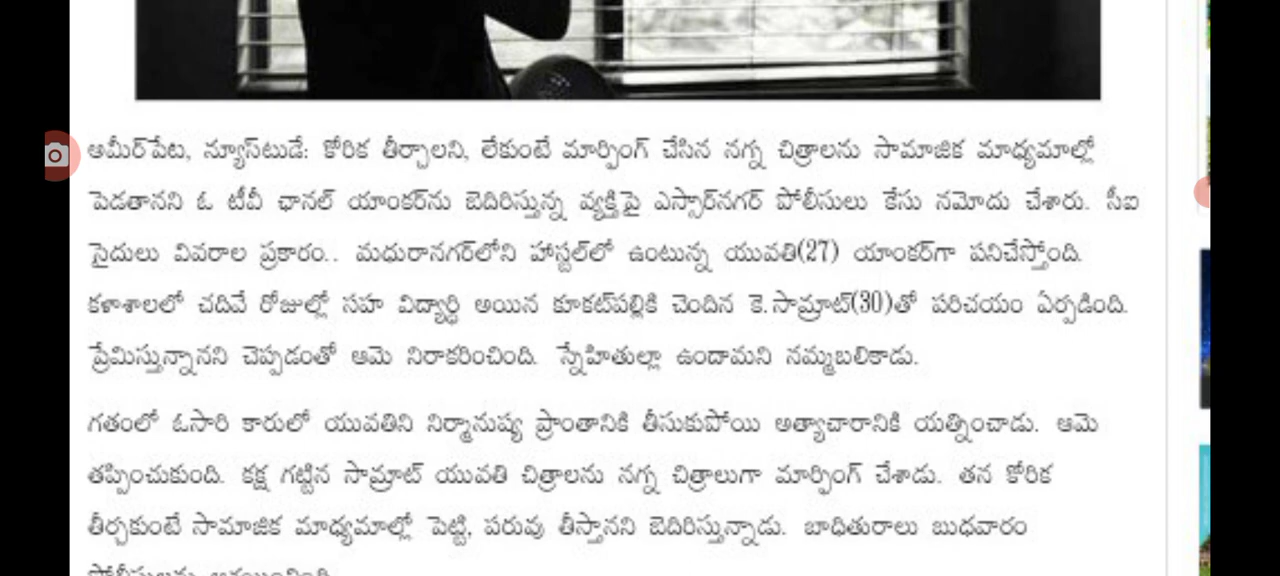 అమీర్‌పేట, న్యూస్‌టుడే: కోరిక తీర్చాలని, లేకుంటే మార్ఫింగ్ చేసిన నగ్న చిత్రాలను సామాజిక మాధ్యమాల్లో
పెడతానని ఓ టీవీ ఛానల్ యాంకర్‌ను బెదిరిస్తున్న వ్యక్తిపై ఎస్సార్‌నగర్ పోలీసులు కేసు నమోదు చేశారు. సీఐ
సైదులు వివరాల ప్రకారం.. మధురానగర్‌లోని హాస్టల్‌లో ఉంటున్న యువతి(27) యాంకర్‌గా పనిచేస్తోంది.
కళాశాలలో చదివే రోజుల్లో సహ విద్యార్థి అయిన కూకట్‌పల్లికి చెందిన కె.సామ్రాట్(30)తో పరిచయం ఏర్పడింది.
ప్రేమిస్తున్నానని చెప్పడంతో ఆమె నిరాకరించింది. స్నేహితుల్లా ఉందామని నమ్మబలికాడు.
గతంలో ఓసారి కారులో యువతిని నిర్మానుష్య ప్రాంతానికి తీసుకుపోయి అత్యాచారానికి యత్నించాడు. ఆమె
తప్పించుకుంది. కక్ష గట్టిన సామ్రాట్ యువతి చిత్రాలను నగ్న చిత్రాలుగా మార్ఫింగ్ చేశాడు. తన కోరిక
తీర్చకుంటే సామాజిక మాధ్యమాల్లో పెట్టి, పరువు తీస్తానని బెదిరిస్తున్నాడు. బాధితురాలు బుధవారం